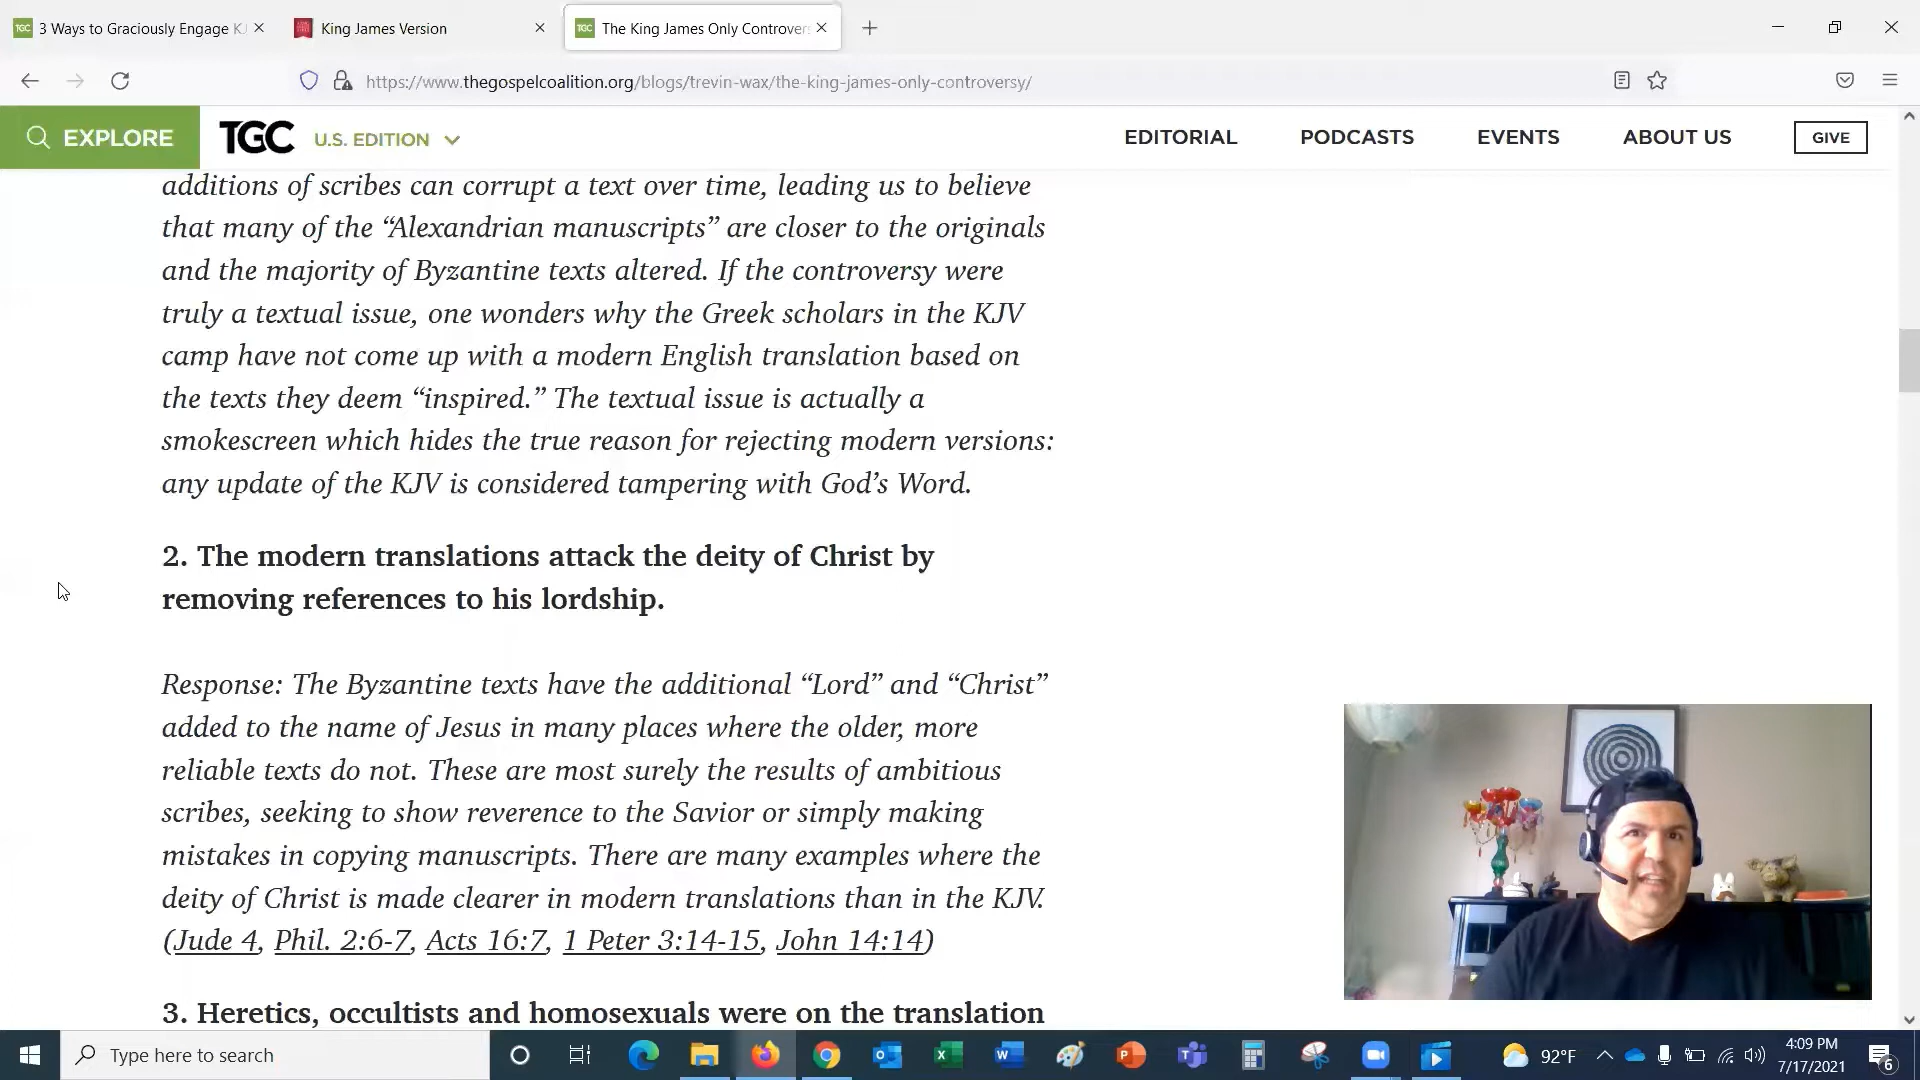 3 Ways to Graciously Engage KJ
King James Version
The King James Only Controver
https://www.thegospelcoalition.org/blogs/trevin-wax/the-king-james-only-controversy/
EXPLORE
TGC
U.S. EDITION
EDITORIAL
PODCASTS
EVENTS
ABOUT US
GIVE
additions of scribes can corrupt a text over time, leading us to believe
that many of the “Alexandrian manuscripts” are closer to the originals
and the majority of Byzantine texts altered. If the controversy were
truly a textual issue, one wonders why the Greek scholars in the KJV
camp have not come up with a modern English translation based on
the texts they deem “inspired.” The textual issue is actually a
smokescreen which hides the true reason for rejecting modern versions:
any update of the KJV is considered tampering with God’s Word.
2. The modern translations attack the deity of Christ by
removing references to his lordship.
Response: The Byzantine texts have the additional “Lord” and “Christ”
added to the name of Jesus in many places where the older, more
reliable texts do not. These are most surely the results of ambitious
scribes, seeking to show reverence to the Savior or simply making
mistakes in copying manuscripts. There are many examples where the
deity of Christ is made clearer in modern translations than in the KJV.
(Jude 4, Phil. 2:6-7, Acts 16:7, 1 Peter 3:14-15, John 14:14)
3. Heretics, occultists and homosexuals were on the translation
Type here to search
92°F
4:09 PM
7/17/2021
6